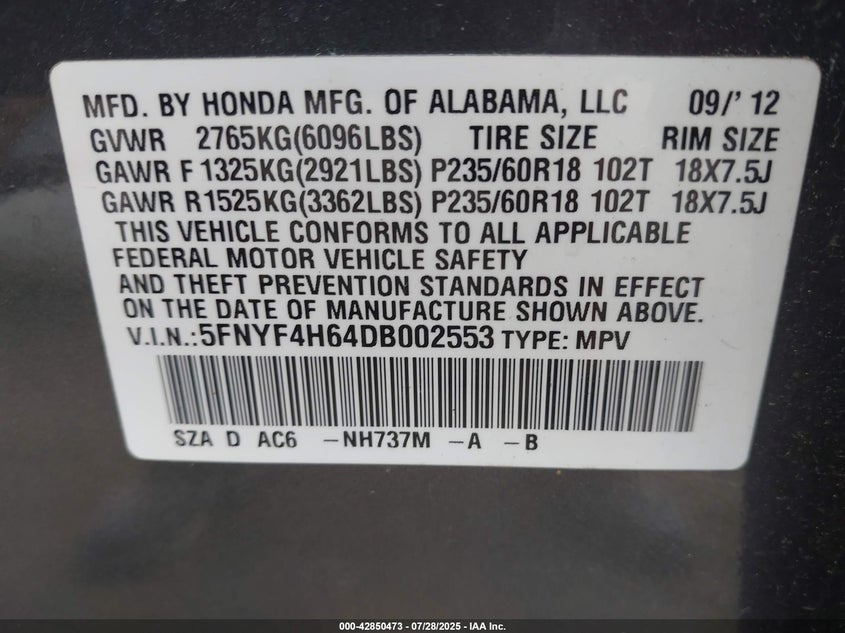 MFD. BY HONDA MFG. OF ALABAMA, LLC 09/' 12
GVWR 2765KG(6096LBS) TIRE SIZE RIM SIZE
GAWR F 1325KG(2921LBS) P235/60R18 102T 18X7.5J
GAWR R1525KG(3362LBS) P235/60R18 102T 18X7.5J
THIS VEHICLE CONFORMS TO ALL APPLICABLE
FEDERAL MOTOR VEHICLE SAFETY
AND THEFT PREVENTION STANDARDS IN EFFECT
ON THE DATE OF MANUFACTURE SHOWN ABOVE.
V.I.N.:5FNYF4H64DB002553 TYPE: MPV
SZA D AC6 -NH737M -A -B
000-42850473 - 07/28/2025 - IAA Inc.